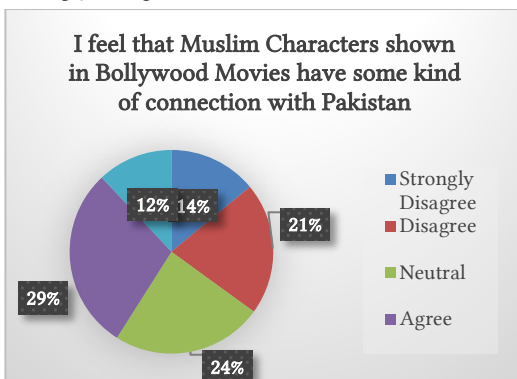 I feel that Muslim Characters shown
in Bollywood Movies have some kind
of connection with Pakistan
12%
14%
21%
29%
24%
Strongly
Disagree
Disagree
Neutral
Agree